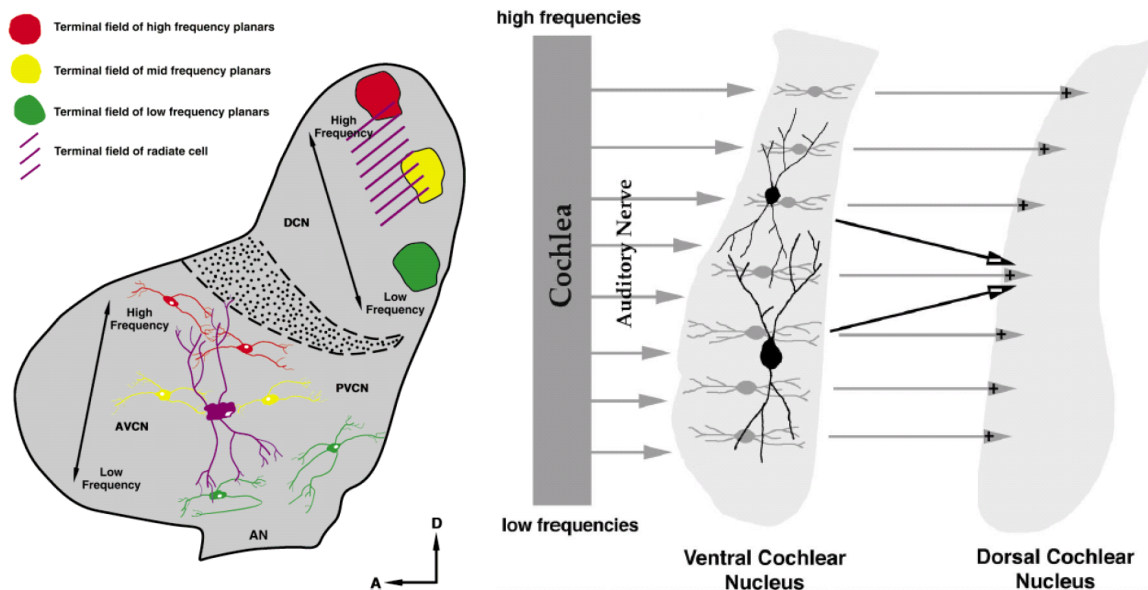 Terminal field of high frequency planars
Terminal field of mid frequency planars
Terminal field of low frequency planars
Terminal field of radiate cell
High
Frequency
DCN
Low
Frequency
High
Frequency
PVCN
AVCN
Low
Frequency
AN
D
A
high frequencies
Cochlea
Auditory Nerve
+
+
+
+
+
+
+
low frequencies
Ventral Cochlear
Nucleus
Dorsal Cochlear
Nucleus